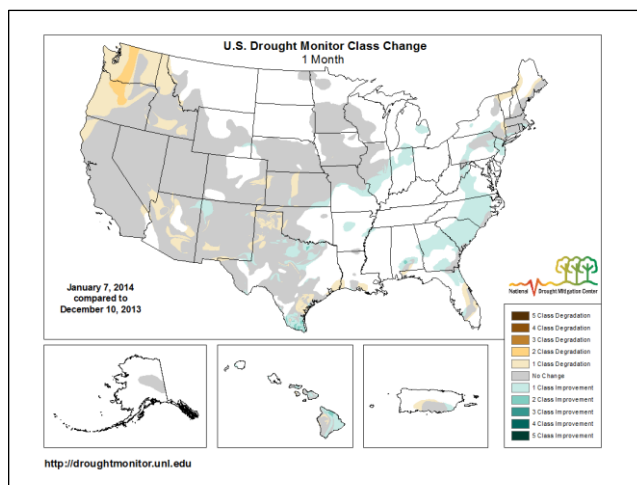 U.S. Drought Monitor Class Change
1 Month
January 7, 2014
compared to
December 10, 2013
National Drought Mitigation Center
5 Class Degradation
4 Class Degradation
3 Class Degradation
2 Class Degradation
1 Class Degradation
No Change
1 Class Improvement
2 Class Improvement
3 Class Improvement
4 Class Improvement
5 Class Improvement
http://droughtmonitor.unl.edu